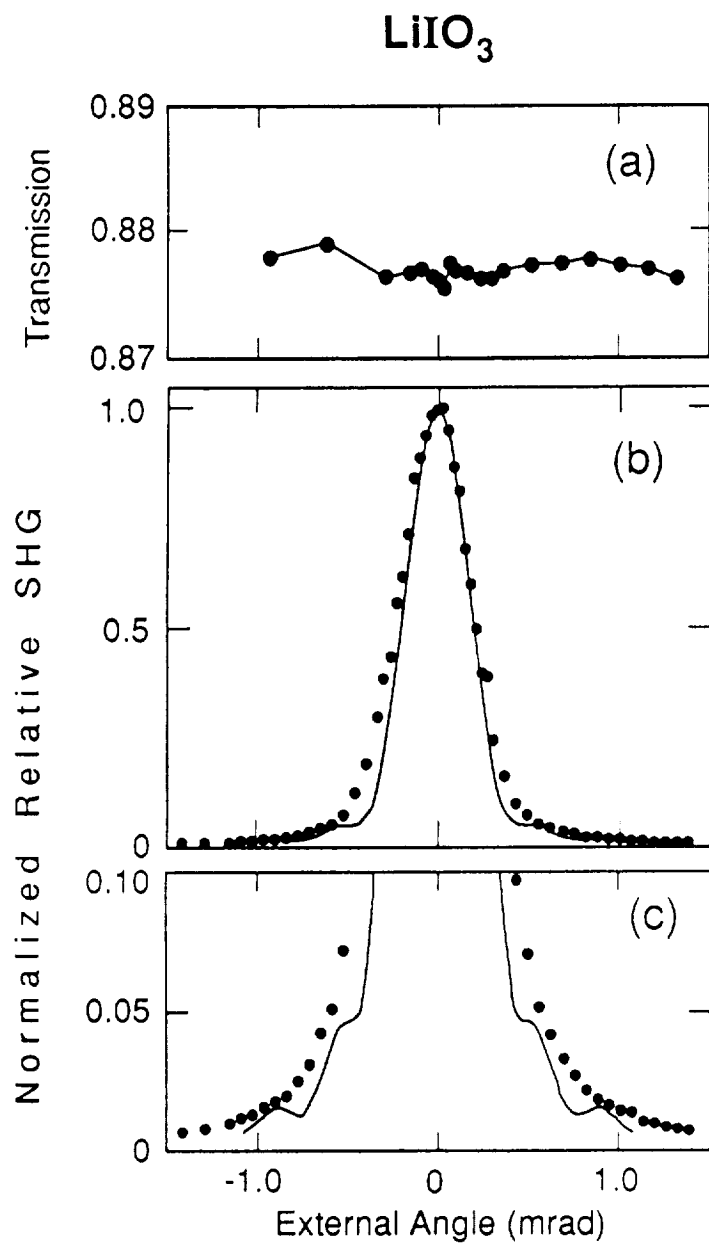 LiIO3
0.89
(a)
0.88
0.87
Transmission
1.0
(b)
0.5
0
0.10
(c)
0.05
0
Normalized Relative SHG
-1.0 0 1.0
External Angle (mrad)